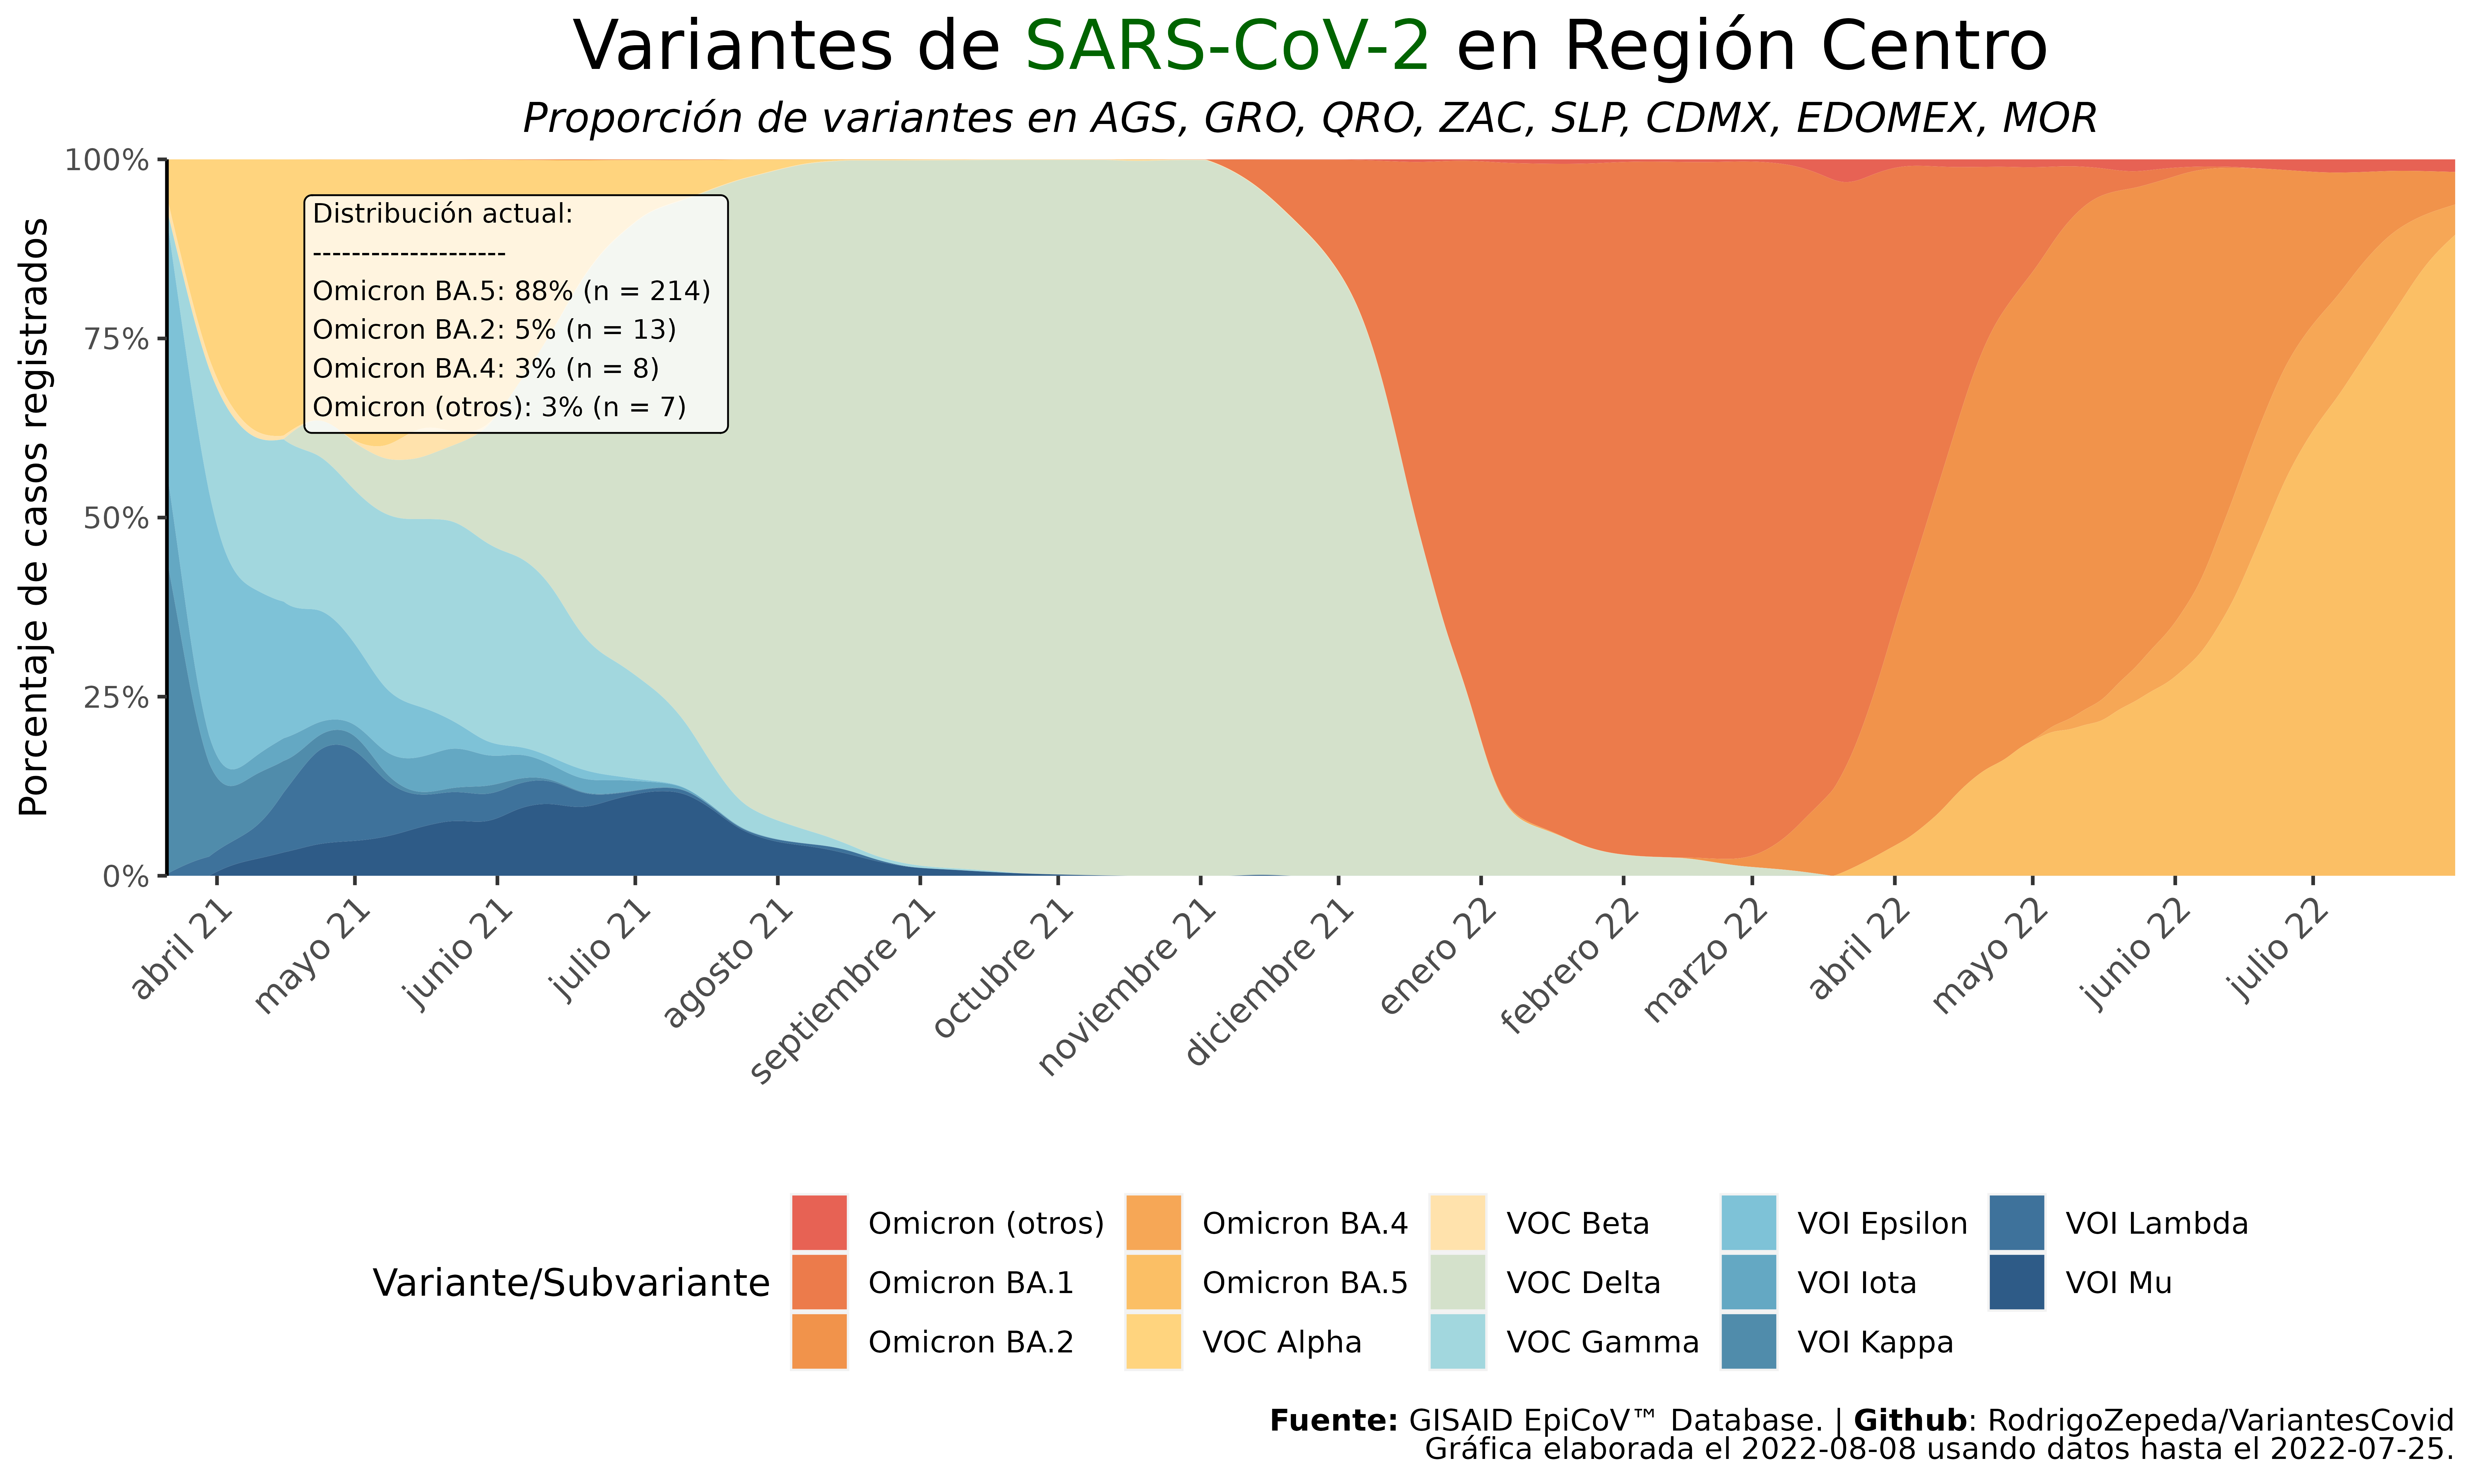 Variantes de SARS-CoV-2 en Región Centro
Proporción de variantes en AGS, GRO, QRO, ZAC, SLP, CDMX, EDOMEX, MOR
Porcentaje de casos registrados
100%
75%
50%
25%
0%
Distribución actual:
---------------------
Omicron BA.5: 88% (n = 214)
Omicron BA.2: 5% (n = 13)
Omicron BA.4: 3% (n = 8)
Omicron (otros): 3% (n = 7)
abril 21
mayo 21
junio 21
julio 21
agosto 21
septiembre 21
octubre 21
noviembre 21
diciembre 21
enero 22
febrero 22
marzo 22
abril 22
mayo 22
junio 22
julio 22
Variante/Subvariante
Omicron (otros)
Omicron BA.1
Omicron BA.2
Omicron BA.4
Omicron BA.5
VOC Alpha
VOC Beta
VOC Delta
VOC Gamma
VOI Epsilon
VOI Iota
VOI Kappa
VOI Lambda
VOI Mu
Fuente: GISAID EpiCoV™ Database. | Github: RodrigoZepeda/VariantesCovid
Gráfica elaborada el 2022-08-08 usando datos hasta el 2022-07-25.